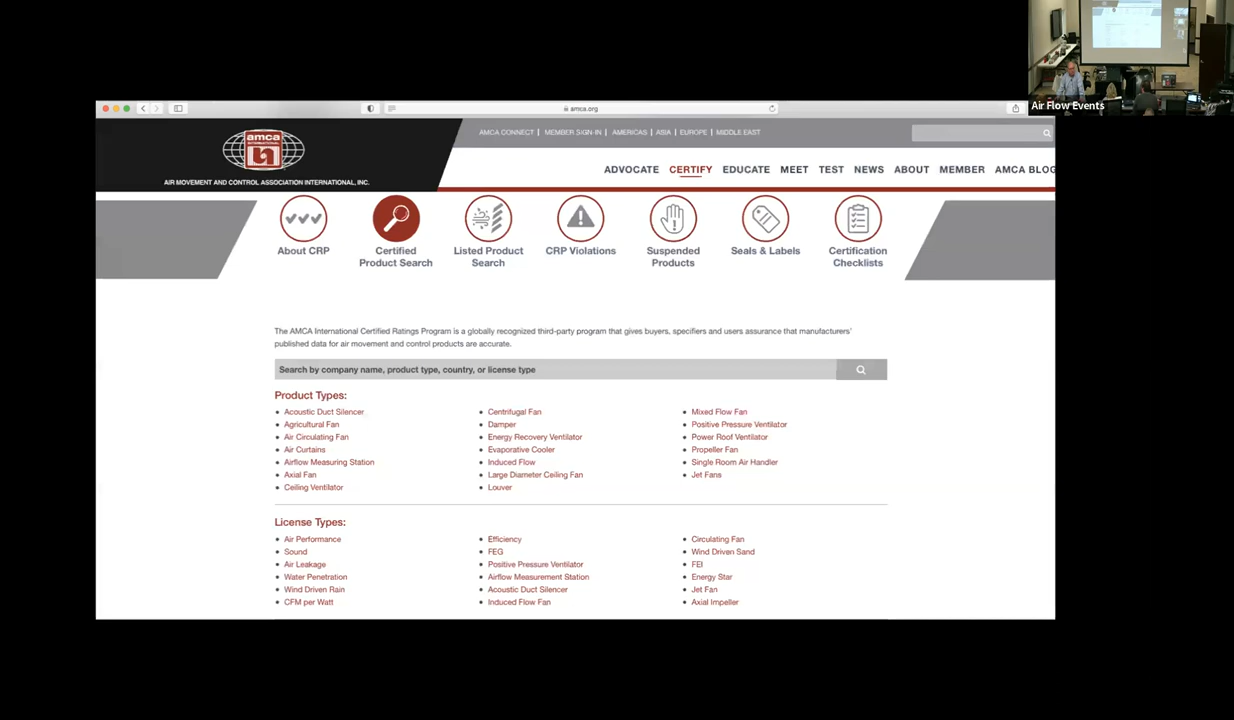 Air Flow Events
amca.org
amca
INTERNATIONAL
AIR MOVEMENT AND CONTROL ASSOCIATION INTERNATIONAL, INC.
AMCA CONNECT | MEMBER SIGN-IN | AMERICAS | ASIA | EUROPE | MIDDLE EAST
ADVOCATE CERTIFY EDUCATE MEET TEST NEWS ABOUT MEMBER AMCA BLOG
About CRP
Certified
Product Search
Listed Product
Search
CRP Violations
Suspended
Products
Seals & Labels
Certification
Checklists
The AMCA International Certified Ratings Program is a globally recognized third-party program that gives buyers, specifiers and users assurance that manufacturers'
published data for air movement and control products are accurate.
Search by company name, product type, country, or license type
Product Types:
• Acoustic Duct Silencer
• Agricultural Fan
• Air Circulating Fan
• Air Curtains
• Airflow Measuring Station
• Axial Fan
• Ceiling Ventilator
• Centrifugal Fan
• Damper
• Energy Recovery Ventilator
• Evaporative Cooler
• Induced Flow
• Large Diameter Ceiling Fan
• Louver
• Mixed Flow Fan
• Positive Pressure Ventilator
• Power Roof Ventilator
• Propeller Fan
• Single Room Air Handler
• Jet Fans
License Types:
• Air Performance
• Sound
• Air Leakage
• Water Penetration
• Wind Driven Rain
• CFM per Watt
• Efficiency
• FEG
• Positive Pressure Ventilator
• Airflow Measurement Station
• Acoustic Duct Silencer
• Induced Flow Fan
• Circulating Fan
• Wind Driven Sand
• FEI
• Energy Star
• Jet Fan
• Axial Impeller